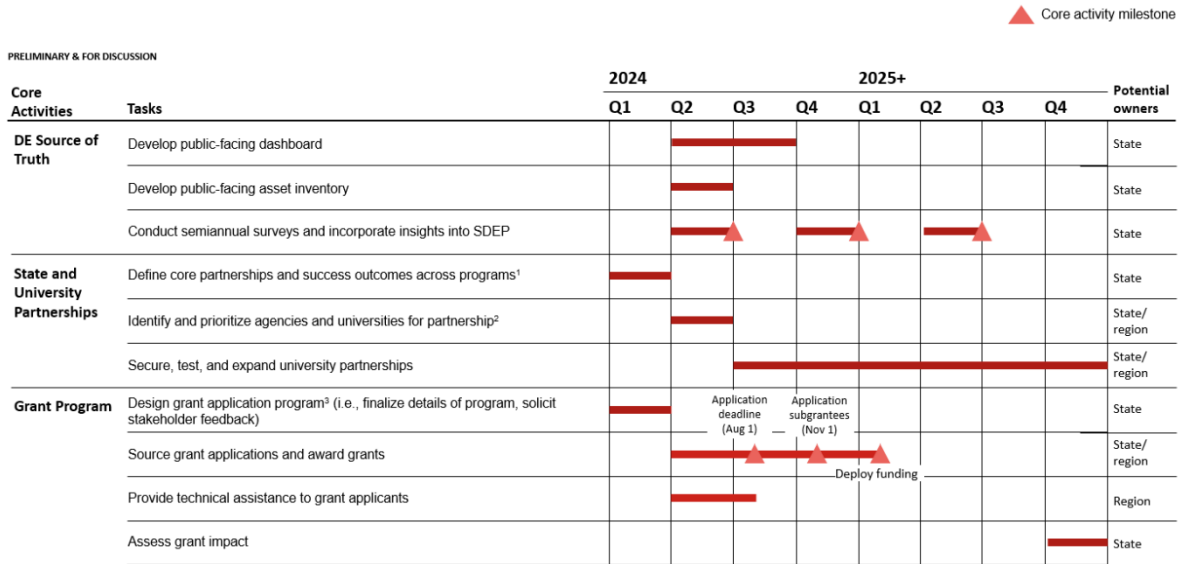 Core activity milestone
PRELIMINARY & FOR DISCUSSION
2024
2025+
Core
Activities
Tasks
Q1
Q2
Q3
Q4
Q1
Q2
Q3
Q4
Potential
owners
DE Source of
Truth
Develop public-facing dashboard
State
Develop public-facing asset inventory
State
Conduct semiannual surveys and incorporate insights into SDEP
State
State and
University
Partnerships
Define core partnerships and success outcomes across programs¹
State
Identify and prioritize agencies and universities for partnership²
State/
region
Secure, test, and expand university partnerships
State/
region
Grant Program
Design grant application program³ (i.e., finalize details of program, solicit
stakeholder feedback)
Application
deadline
(Aug 1)
Application
subgrantees
(Nov 1)
State
Source grant applications and award grants
State/
region
Deploy funding
Provide technical assistance to grant applicants
Region
Assess grant impact
State